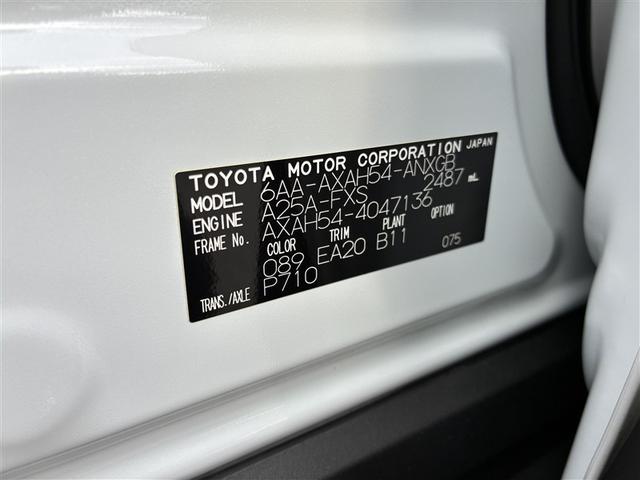 TOYOTA MOTOR CORPORATION JAPAN
MODEL 6AA-AXAH54-ANXGB
ENGINE A25A-FXS 2487 mL
FRAME No. AXAH54-4047136
COLOR TRIM PLANT OPTION
089 EA20 B11 075
TRANS./AXLE P710